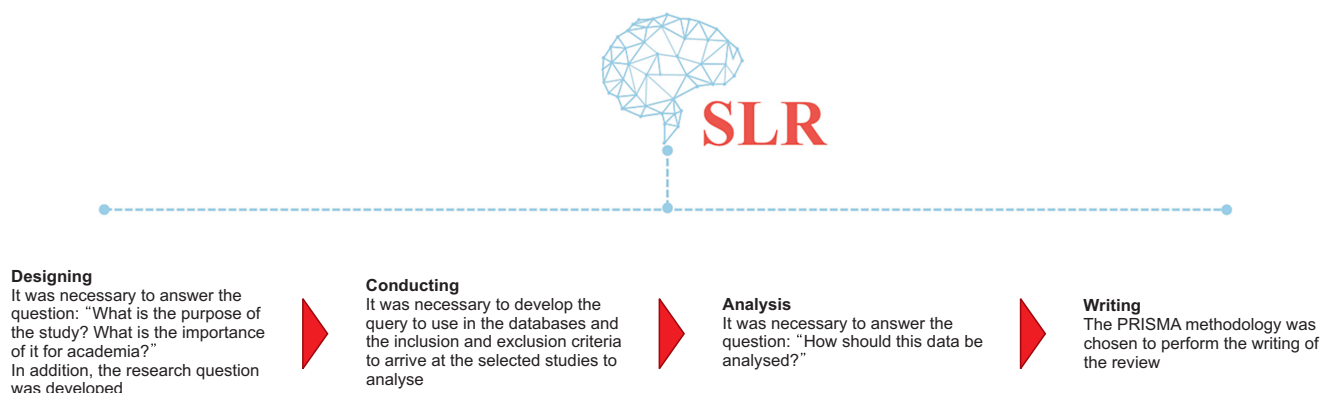 SLR
Designing
It was necessary to answer the
question: “What is the purpose of
the study? What is the importance
of it for academia?”
In addition, the research question
was developed
Conducting
It was necessary to develop the
query to use in the databases and
the inclusion and exclusion criteria
to arrive at the selected studies to
analyse
Analysis
It was necessary to answer the
question: “How should this data be
analysed?”
Writing
The PRISMA methodology was
chosen to perform the writing of
the review